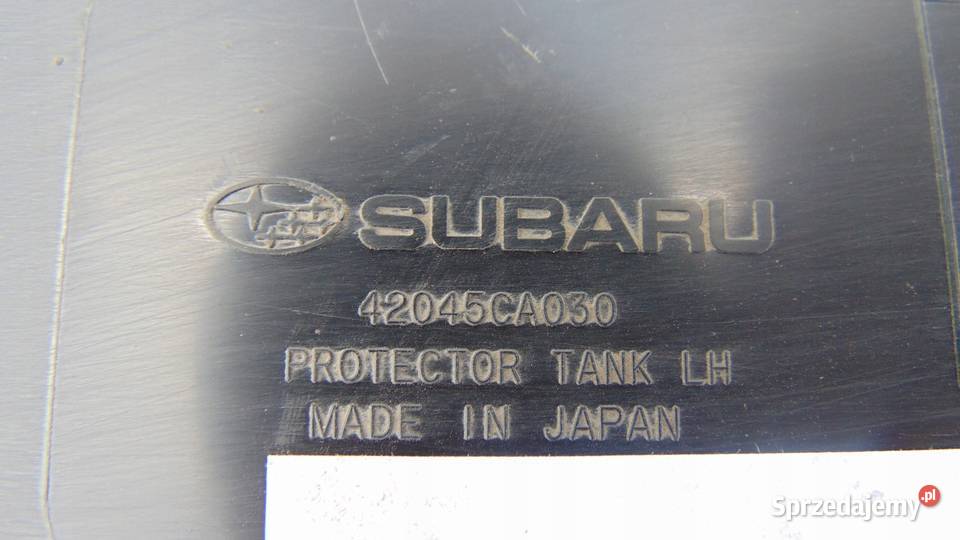 SUBARU
42045CA030
PROTECTOR TANK LH
MADE IN JAPAN
Sprzedajemy.pl